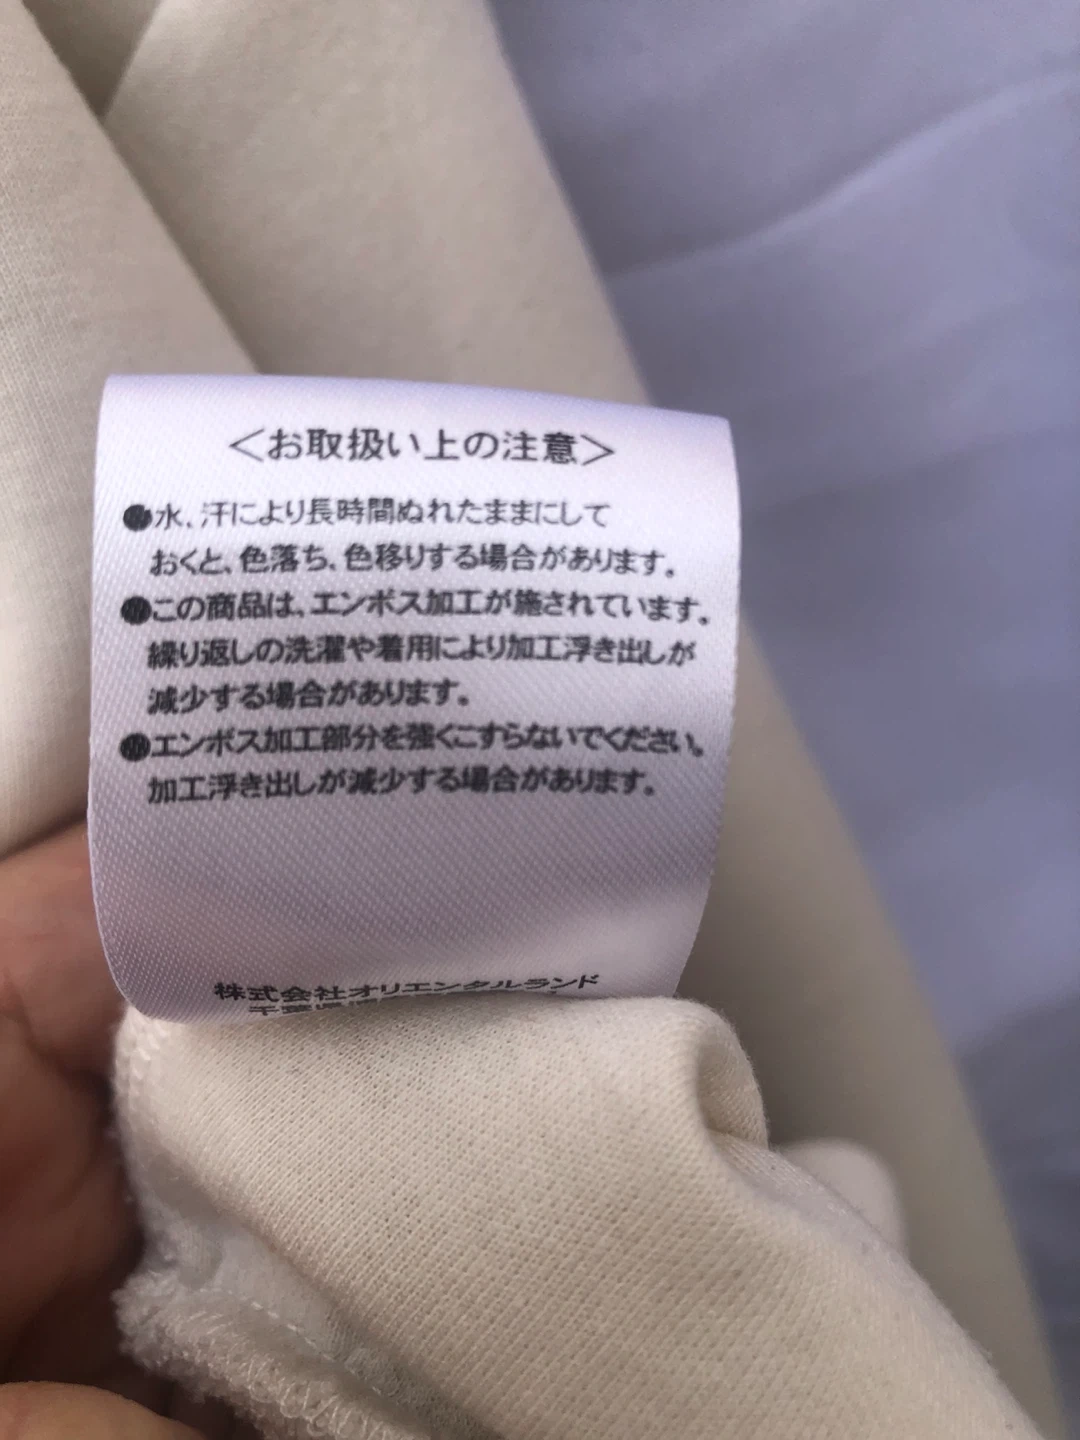 ＜お取扱い上の注意＞
●水、汗により長時間ぬれたままにして
おくと、色落ち、色移りする場合があります。
●この商品は、エンボス加工が施されています。
繰り返しの洗濯や着用により加工浮き出しが
減少する場合があります。
●エンボス加工部分を強くこすらないでください。
加工浮き出しが減少する場合があります。
株式会社オリエンタルランド
千葉県